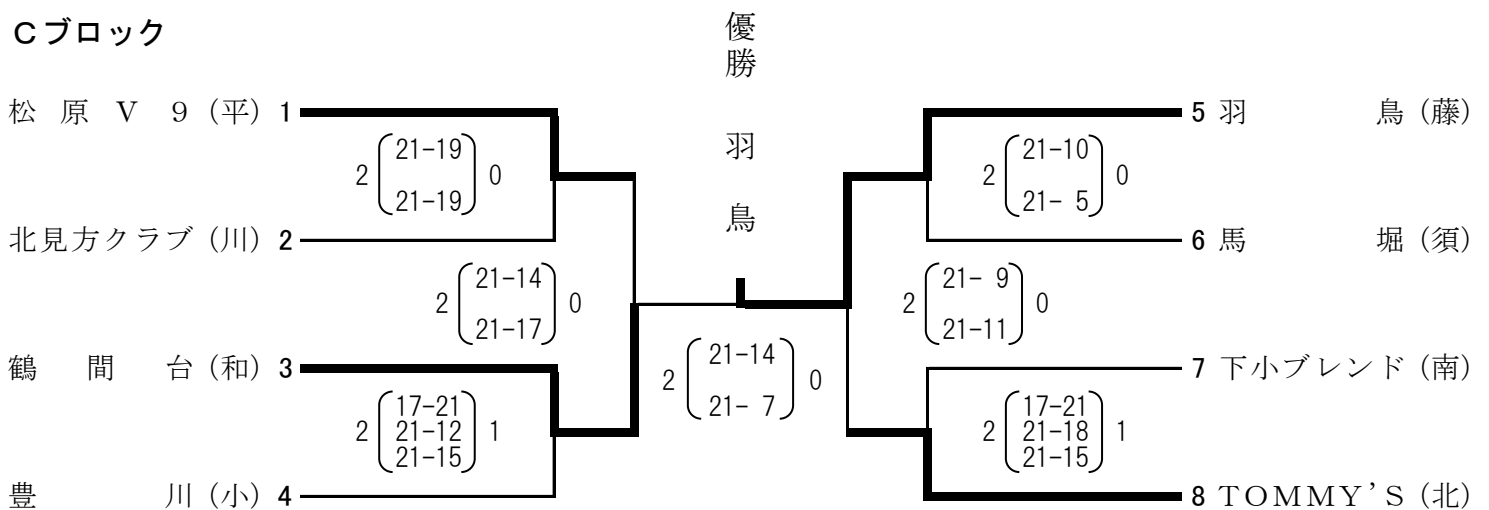 Cブロック
優勝 羽鳥
松原V9（平） 1
2 21-19 0
21-19
北見方クラブ（川） 2
2 21-14 0
21-17
鶴間台（和） 3
17-21
2 21-12 1
21-15
豊川（小） 4
2 21-14 0
21- 7
5 羽鳥（藤）
2 21-10 0
21- 5
6 馬堀（須）
2 21- 9 0
21-11
7 下小ブレンド（南）
17-21
2 21-18 1
21-15
8 TOMMY'S（北）